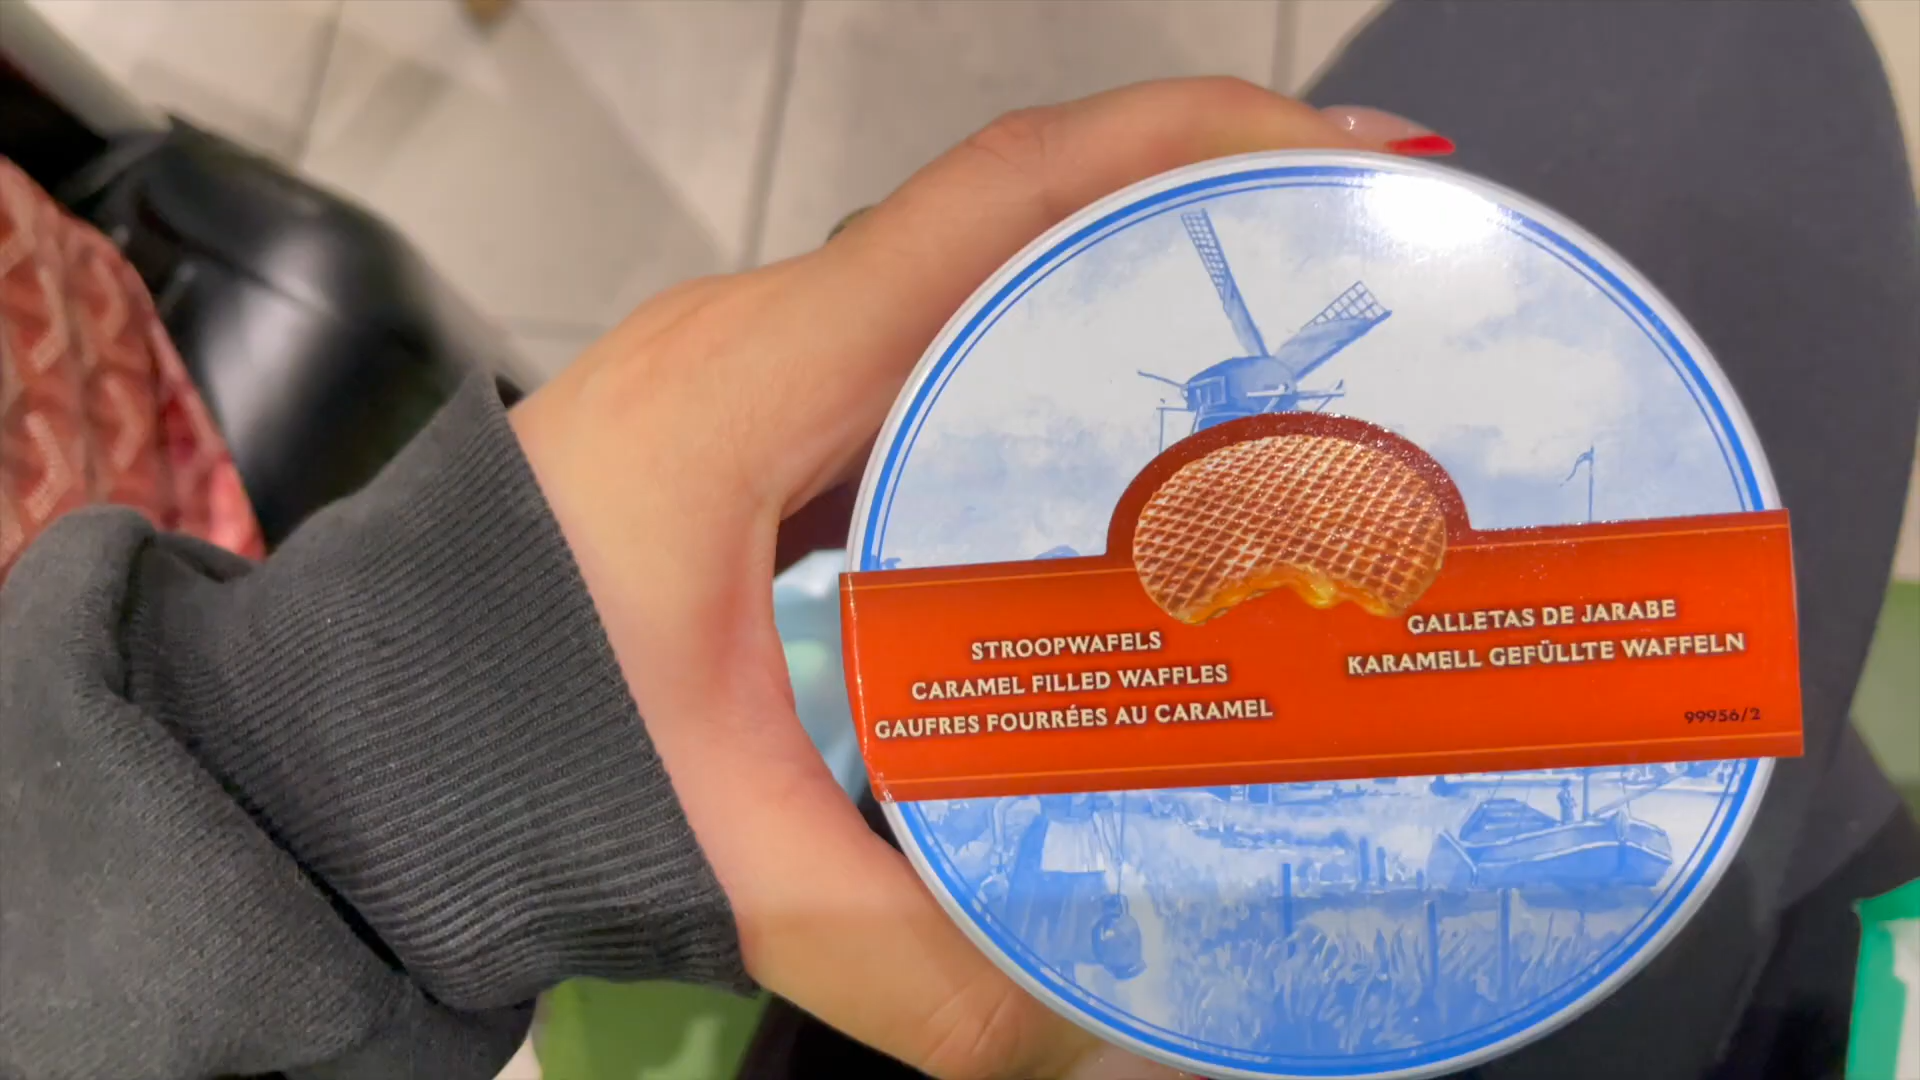 STROOPWAFELS
CARAMEL FILLED WAFFLES
GAUFRES FOURRÉES AU CARAMEL
GALLETAS DE JARABE
KARAMELL GEFÜLLTE WAFFELN
99956/2